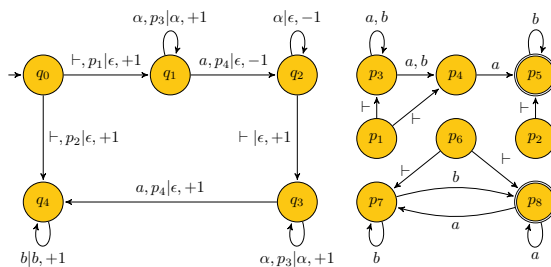 α, p₃|α, +1
α|ϵ, -1
a, b
b
q₀
⊢, p₁|ϵ, +1
q₁
a, p₄|ϵ, -1
q₂
p₃
a, b
p₄
a
p₅
⊢
⊢
⊢
⊢, p₂|ϵ, +1
⊢ |ϵ, +1
p₁
p₆
p₂
⊢
⊢
q₄
a, p₄|ϵ, +1
q₃
p₇
b
a
p₈
b|b, +1
α, p₃|α, +1
b
a